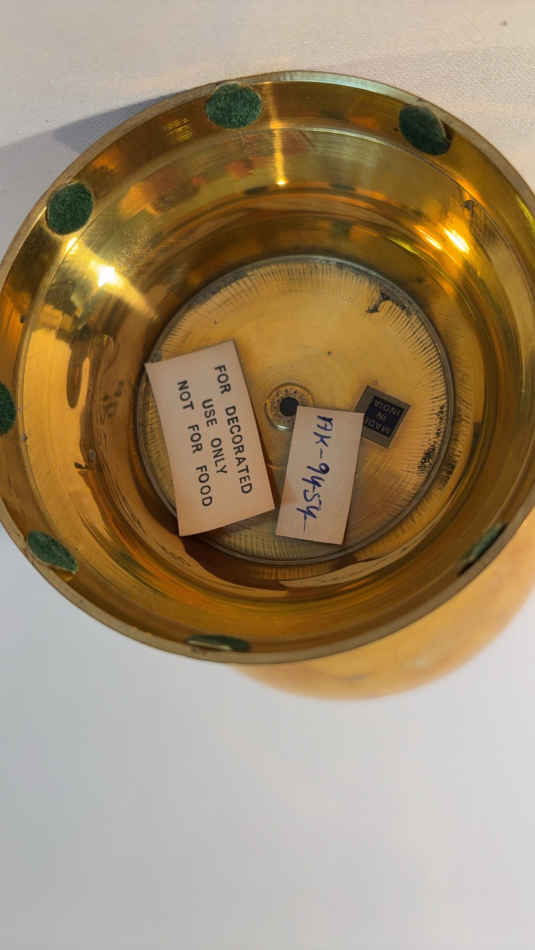 FOR DECORATED
USE ONLY
NOT FOR FOOD
AK-9454
MADE
IN
INDIA